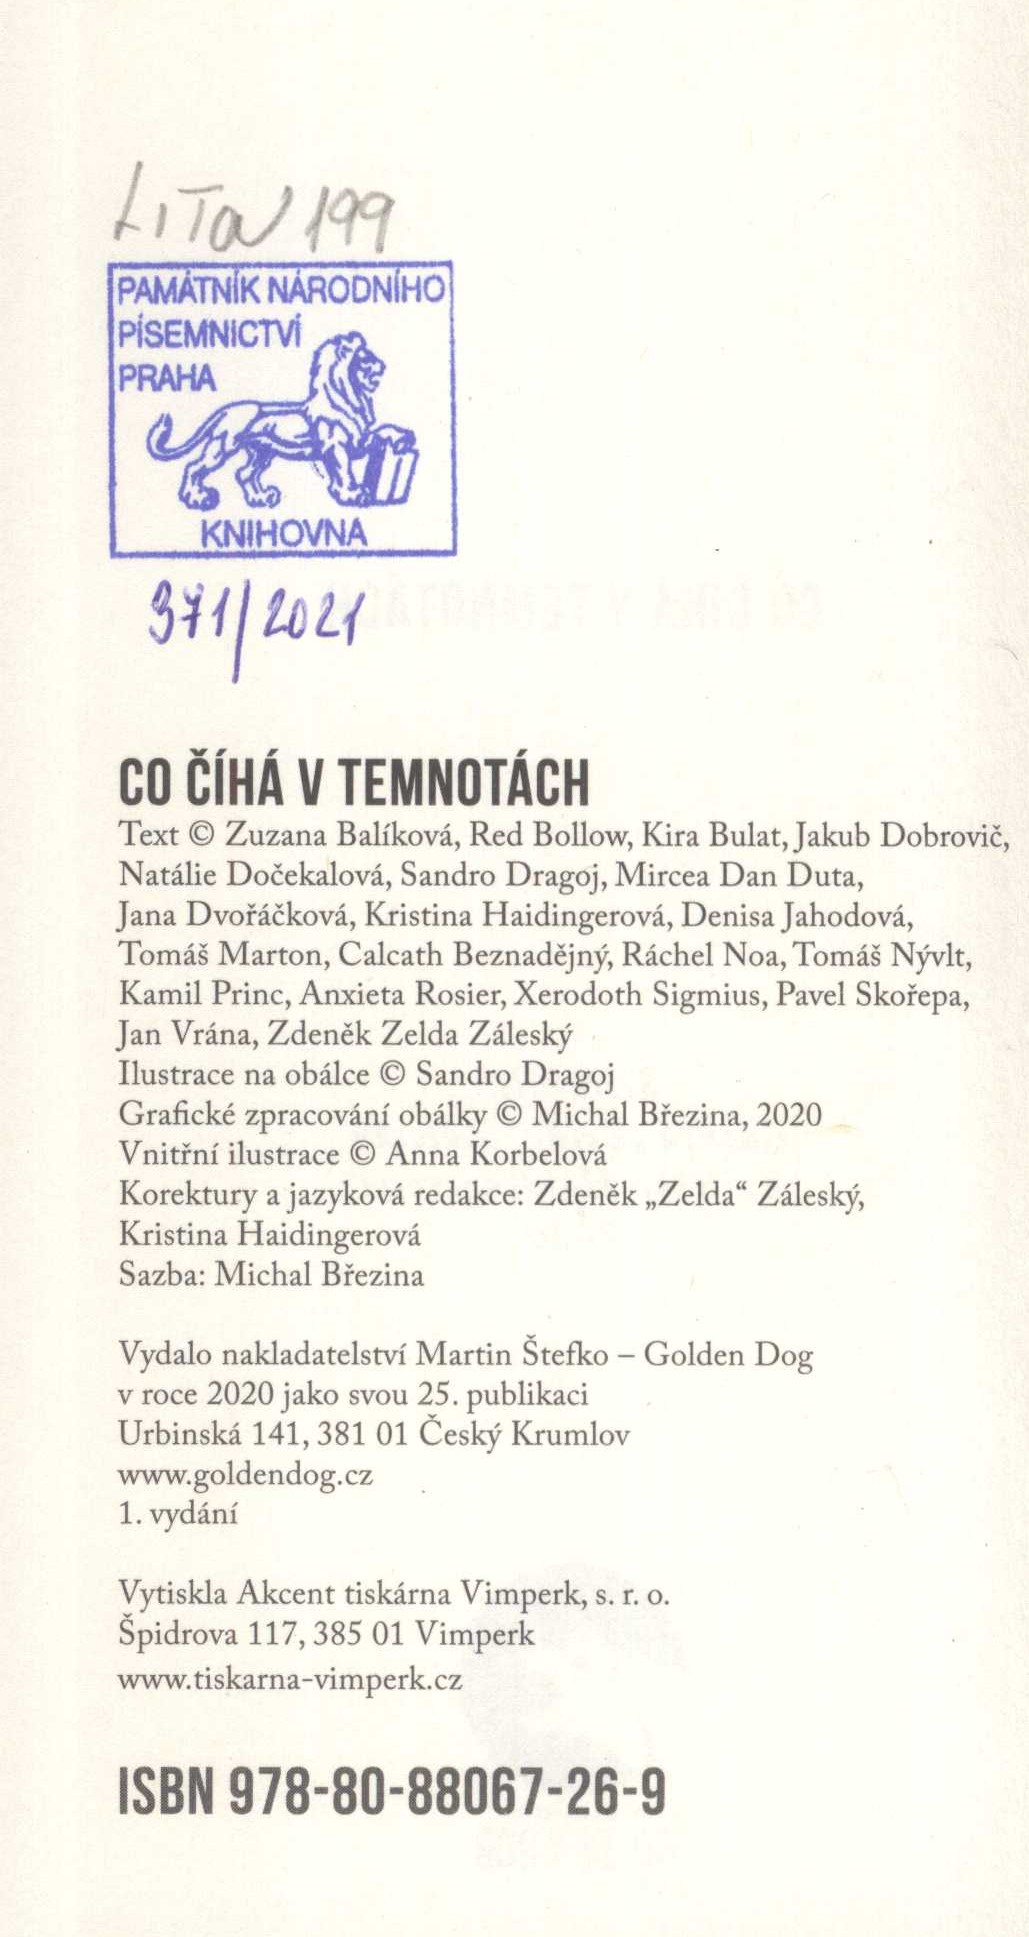 LITav 199
PAMÁTNÍK NÁRODNÍHO
PÍSEMNICTVÍ
PRAHA
KNIHOVNA
371/2021
CO ČÍHÁ V TEMNOTÁCH
Text © Zuzana Balíková, Red Bollow, Kira Bulat, Jakub Dobrovič,
Natálie Dočekalová, Sandro Dragoj, Mircea Dan Duta,
Jana Dvořáčková, Kristina Haidingerová, Denisa Jahodová,
Tomáš Marton, Calcath Beznadějný, Ráchel Noa, Tomáš Nývlt,
Kamil Princ, Anxieta Rosier, Xerodoth Sigmius, Pavel Skořepa,
Jan Vrána, Zdeněk Zelda Záleský
Ilustrace na obálce © Sandro Dragoj
Grafické zpracování obálky © Michal Březina, 2020
Vnitřní ilustrace © Anna Korbelová
Korektury a jazyková redakce: Zdeněk „Zelda“ Záleský,
Kristina Haidingerová
Sazba: Michal Březina
Vydalo nakladatelství Martin Štefko – Golden Dog
v roce 2020 jako svou 25. publikaci
Urbinská 141, 381 01 Český Krumlov
www.goldendog.cz
1. vydání
Vytiskla Akcent tiskárna Vimperk, s. r. o.
Špidrova 117, 385 01 Vimperk
www.tiskarna-vimperk.cz
ISBN 978-80-88067-26-9